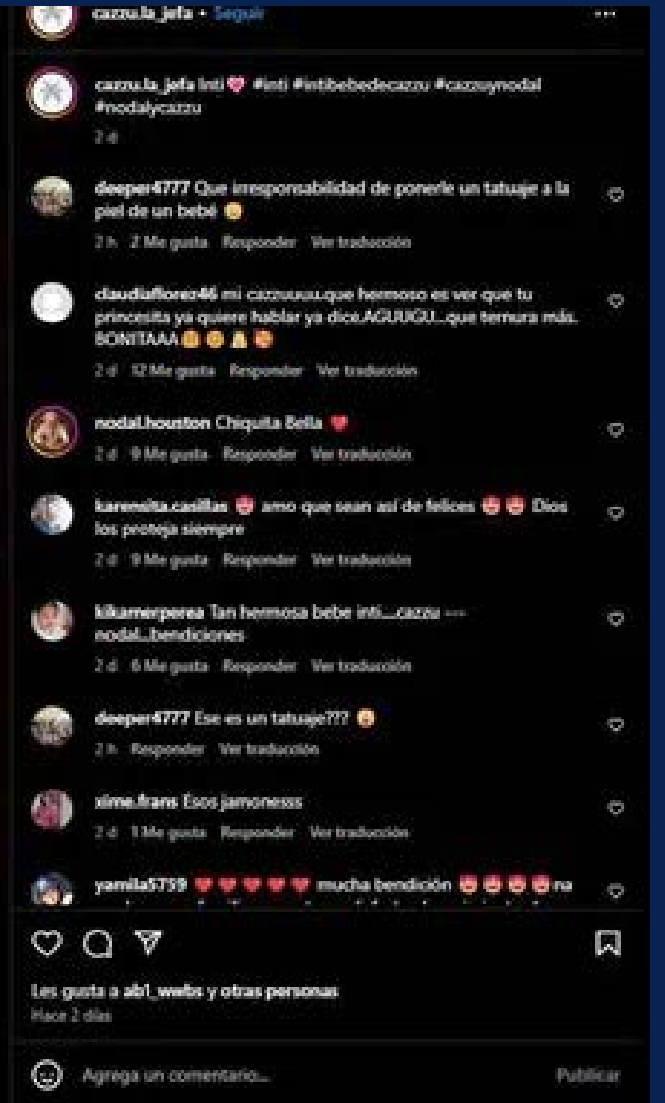 cazzu.la_jefa • Seguir
cazzu.la_jefa Inti #inti #intibebedecazzu #cazzuynodal
#nodalycazzu
2 d
deeper4777 Que irresponsabilidad de ponerle un tatuaje a la
piel de un bebé
2 h 2 Me gusta Responder Ver traducción
claudiaflorez46 mi cazzuuuu.que hermoso es ver que tu
princesita ya quiere hablar ya dice.AGUUGU...que ternura más.
BONITAAA
2 d 12 Me gusta Responder Ver traducción
nodal.houston Chiquita Bella
2 d 9 Me gusta Responder Ver traducción
karensita.casillas amo que sean así de felices Dios
los proteja siempre
2 d 9 Me gusta Responder Ver traducción
kikamerperea Tan hermosa bebe inti....cazzu ---
nodal...bendiciones
2 d 6 Me gusta Responder Ver traducción
deeper4777 Ese es un tatuaje???
2 h Responder Ver traducción
xime.frans Esos jamonesss
2 d 1 Me gusta Responder Ver traducción
yamila5759 mucha bendición na
Les gusta a ab1_wwbs y otras personas
Hace 2 días
Agrega un comentario... Publicar